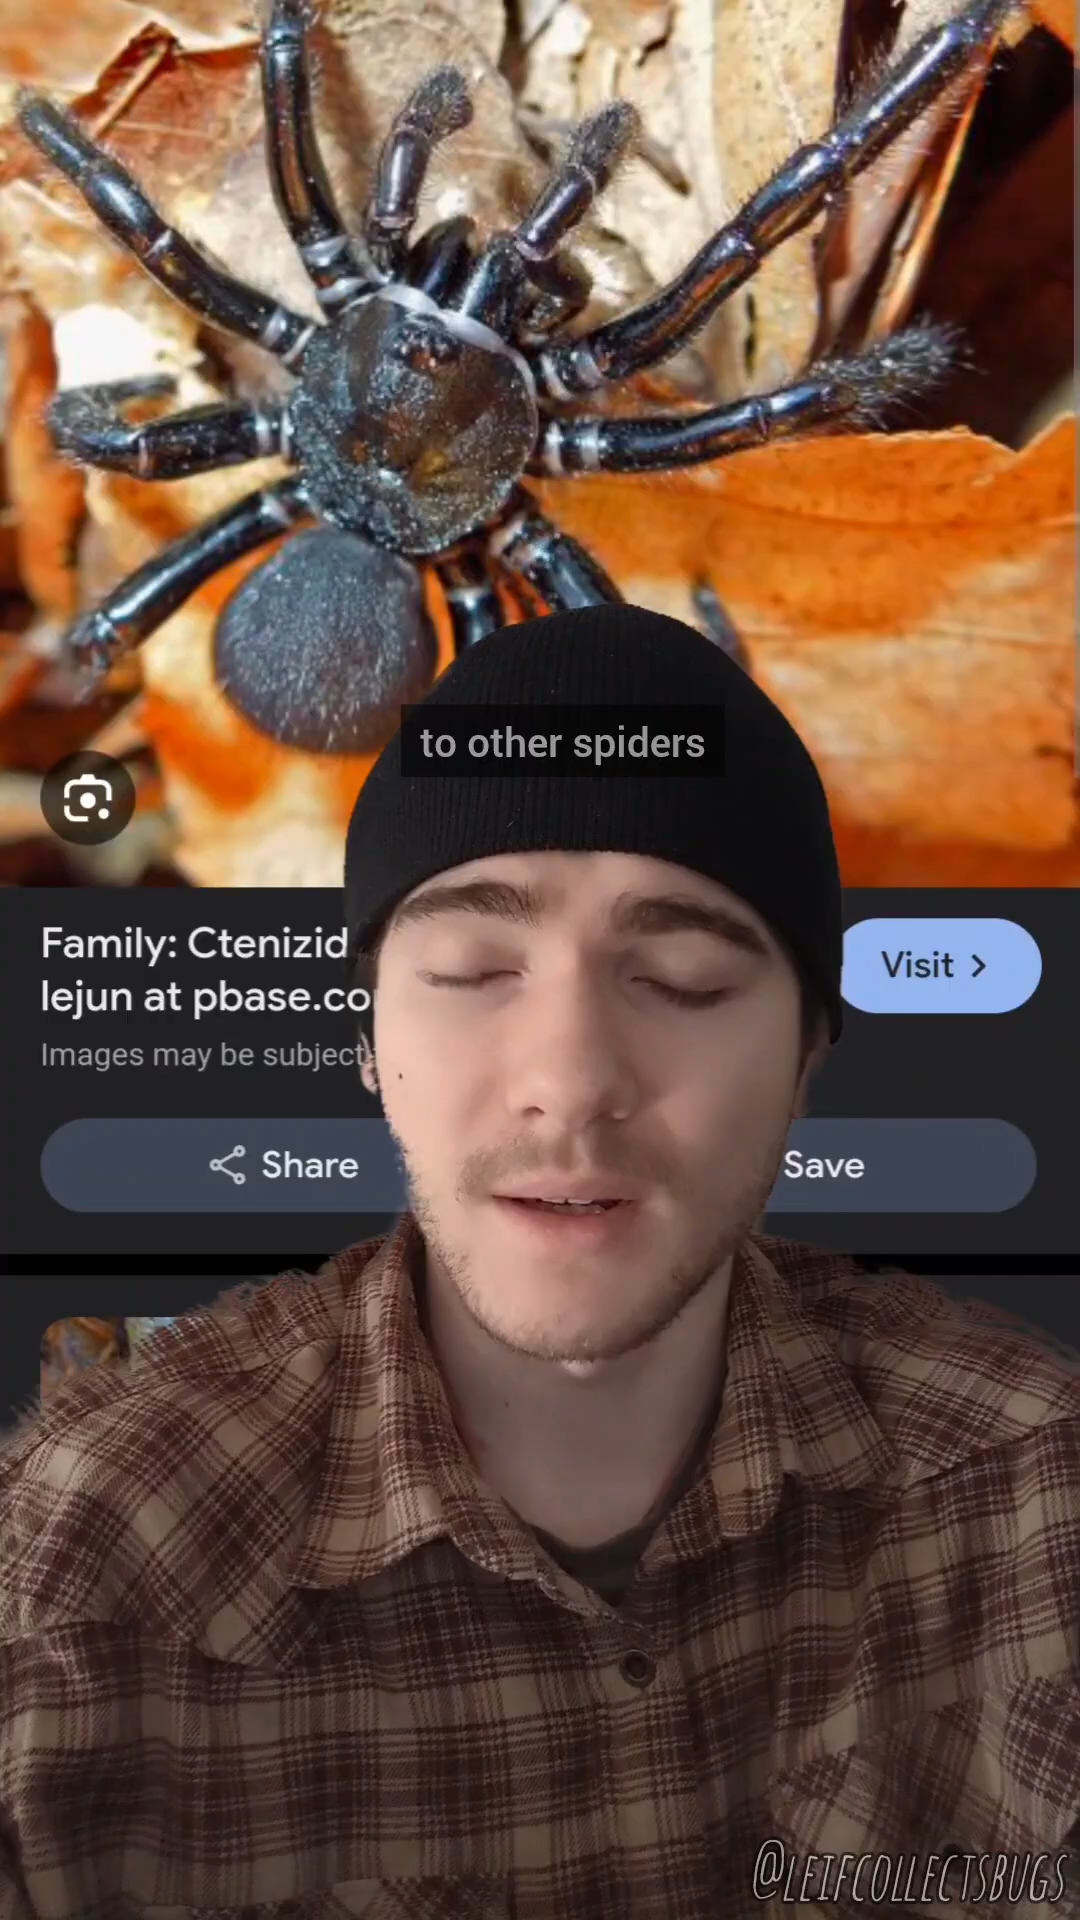 to other spiders
Family: Ctenizid
lejun at pbase.co
Visit
Images may be subject
Share
Save
@LEIFCOLLECTSBUGS